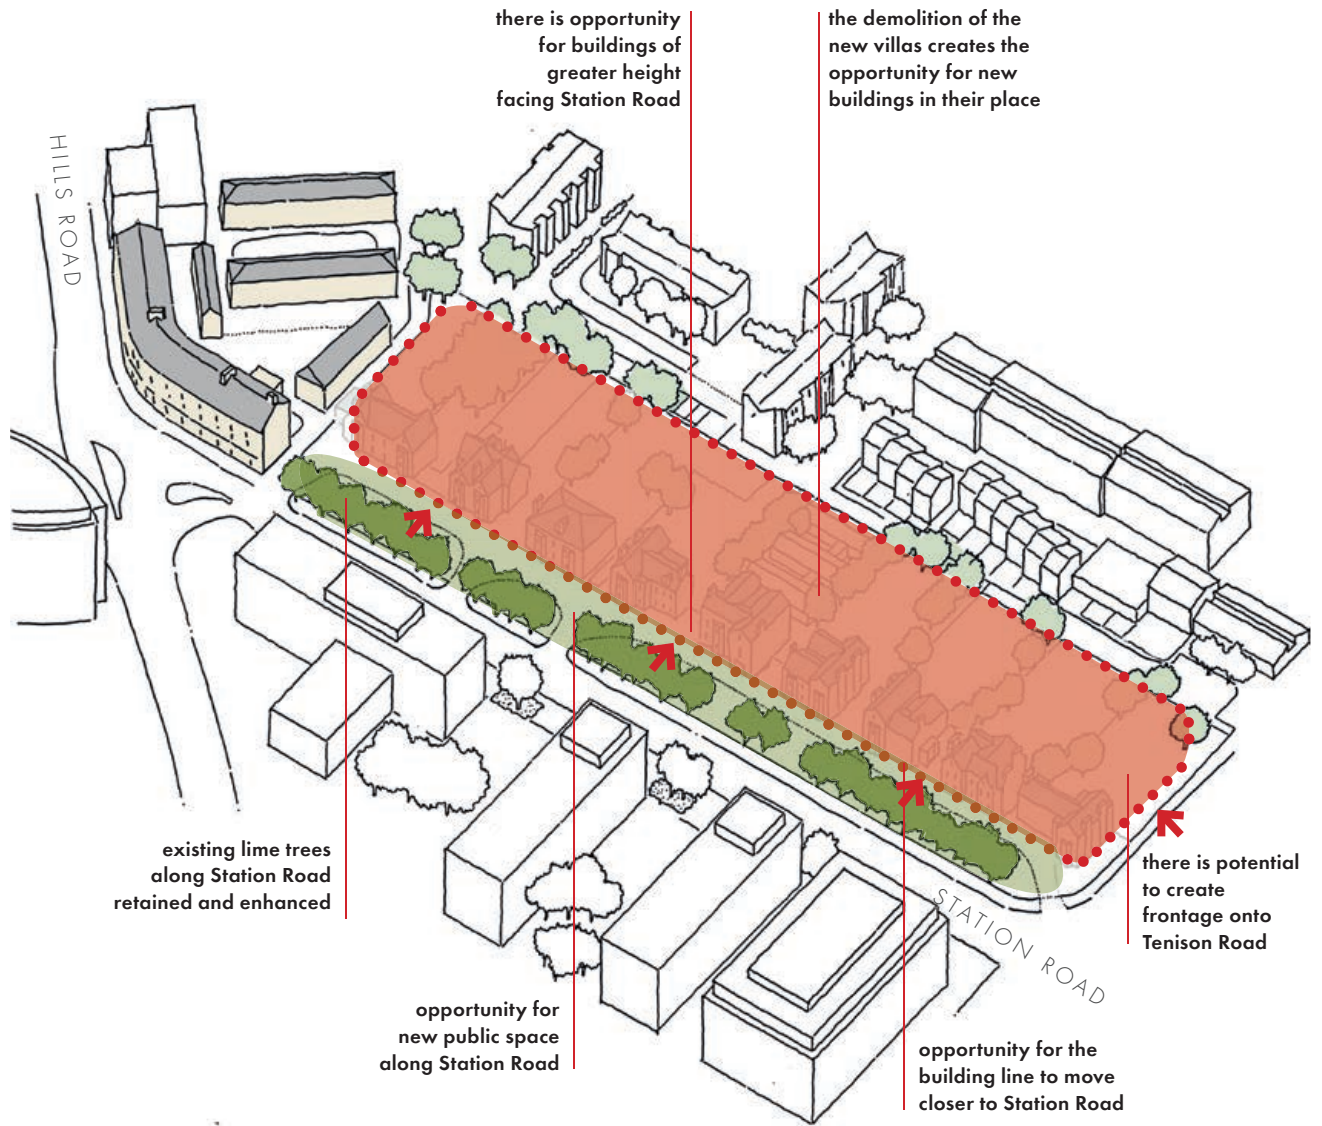 there is opportunity
for buildings of
greater height
facing Station Road
the demolition of the
new villas creates the
opportunity for new
buildings in their place
HILLS ROAD
existing lime trees
along Station Road
retained and enhanced
there is potential
to create
frontage onto
Tenison Road
STATION ROAD
opportunity for
new public space
along Station Road
opportunity for the
building line to move
closer to Station Road